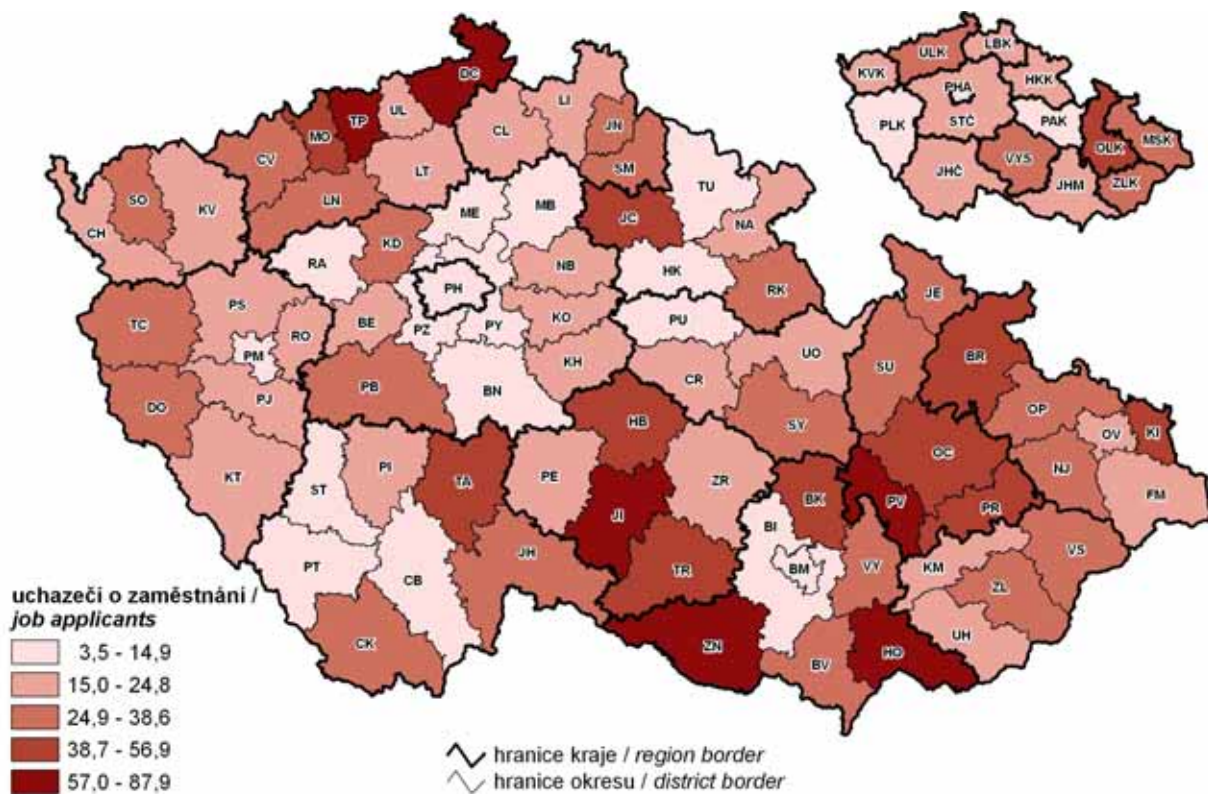 DC
LI
UL
TP
MO
CL
JN
CV
LT
SM
SO
KV
LN
ME
MB
TU
CH
JC
NA
KD
RA
NB
HK
PH
RK
TC
PS
RO
BE
PZ
PY
KO
PU
PM
UO
KH
CR
DO
PJ
PB
BN
HB
SY
KT
ST
PI
TA
PE
ZR
JI
BK
BI
PT
CB
JH
TR
BM
VY
CK
ZN
BV
HO
JE
SU
BR
OP
OV
KI
OC
NJ
PV
PR
FM
KM
VS
ZL
UH
ULK
LBK
KVK
HKK
PHA
STČ
PLK
PAK
OLK
MSK
VYS
JHČ
JHM
ZLK
uchazeči o zaměstnání /
job applicants
3,5 - 14,9
15,0 - 24,8
24,9 - 38,6
38,7 - 56,9
57,0 - 87,9
hranice kraje / region border
hranice okresu / district border